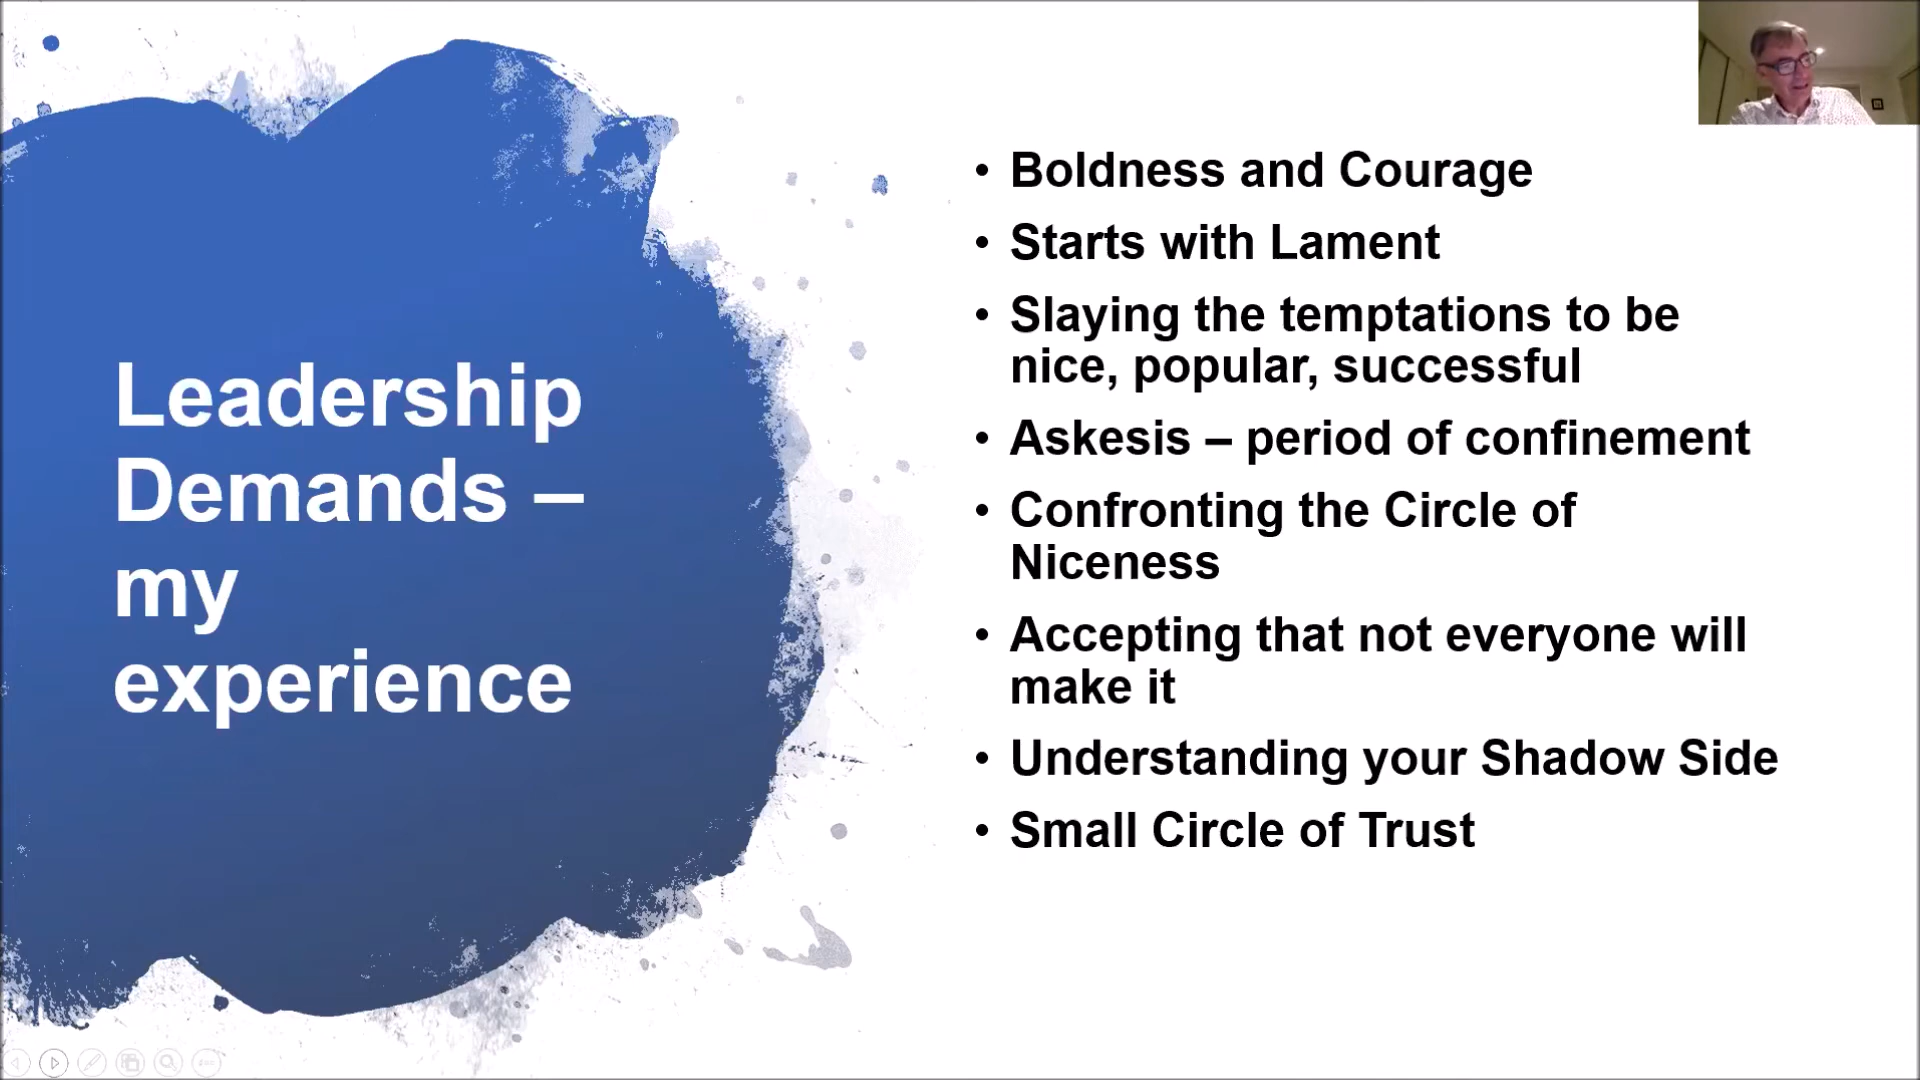 Leadership
Demands –
my
experience
• Boldness and Courage
• Starts with Lament
• Slaying the temptations to be
nice, popular, successful
• Askesis – period of confinement
• Confronting the Circle of
Niceness
• Accepting that not everyone will
make it
• Understanding your Shadow Side
• Small Circle of Trust